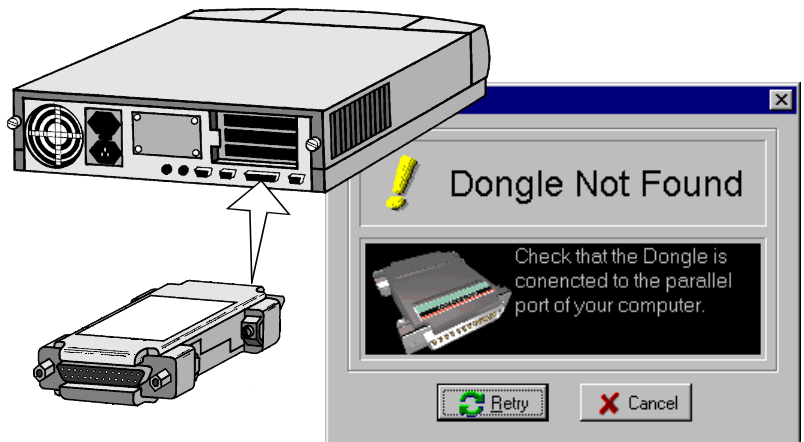 Dongle Not Found
Check that the Dongle is
conencted to the parallel
port of your computer.
Retry
Cancel